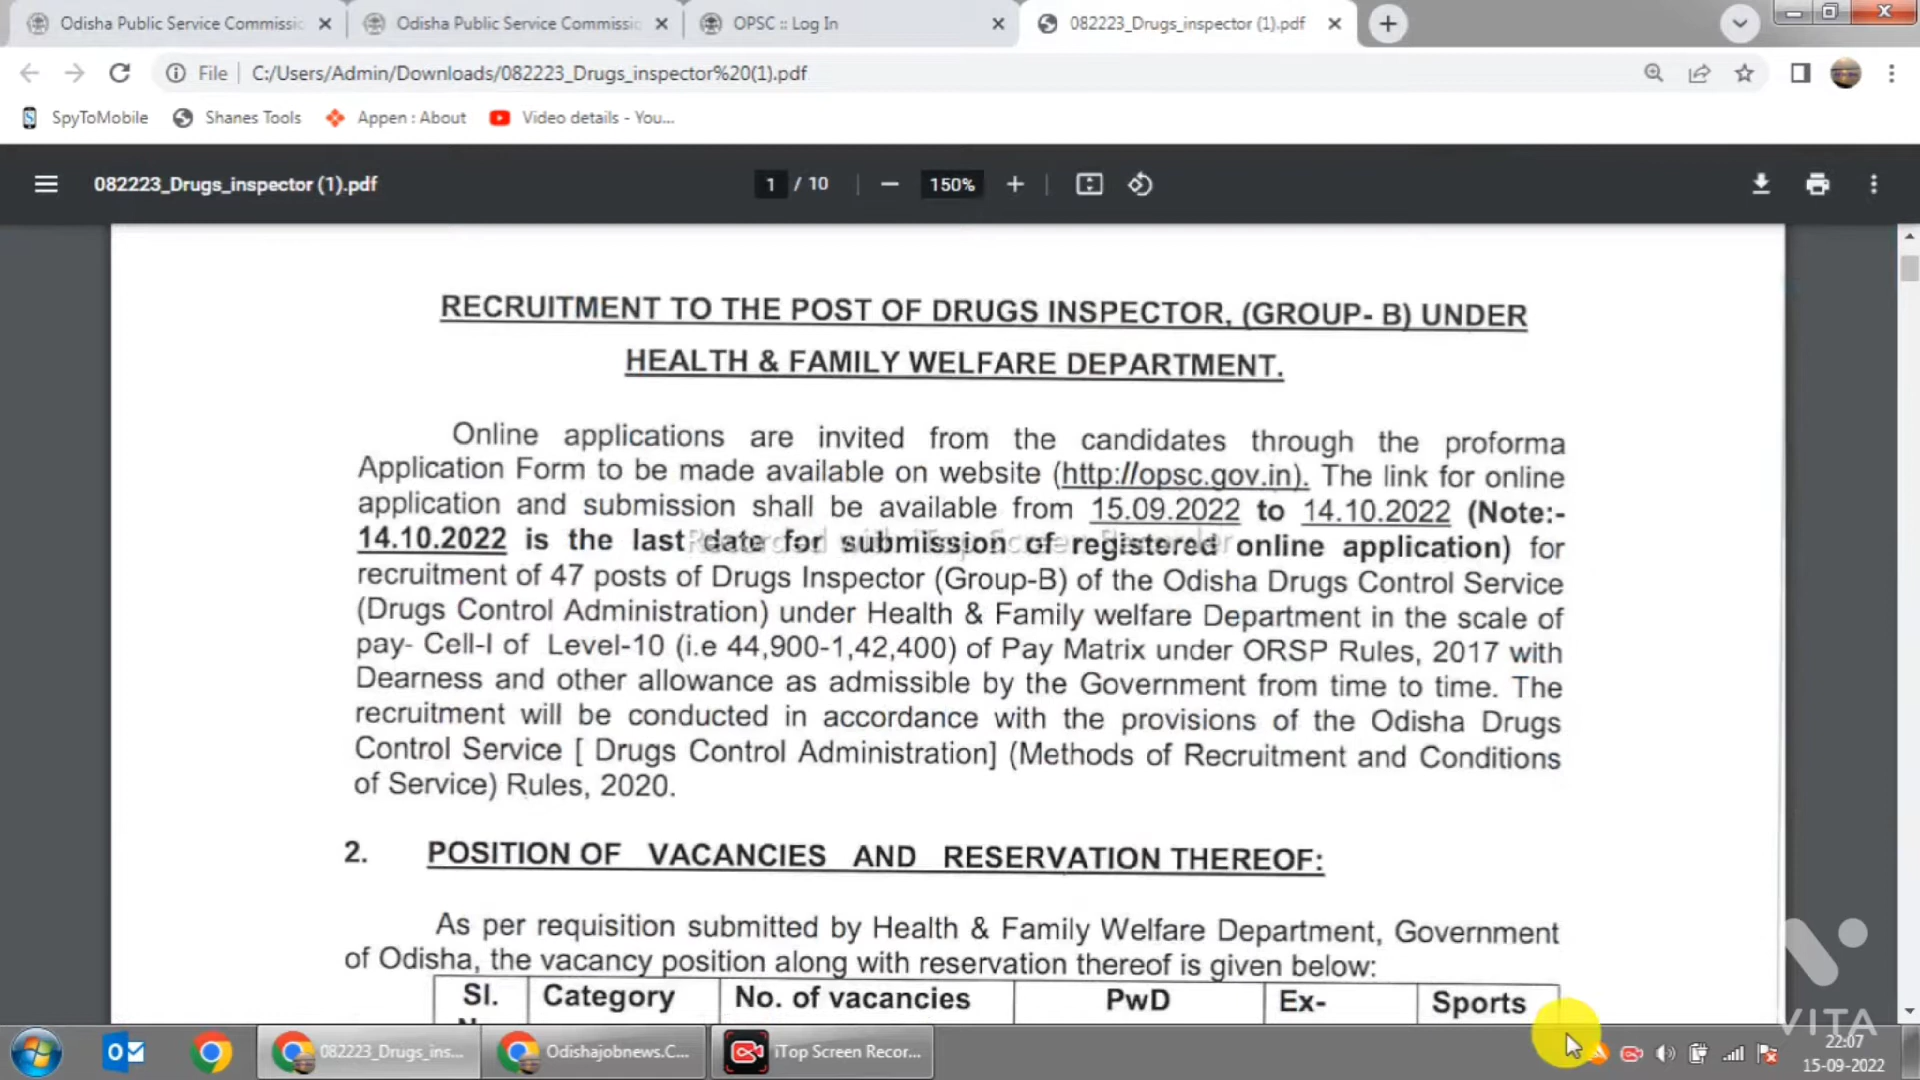 Odisha Public Service Commissio
Odisha Public Service Commissio
OPSC :: Log In
082223_Drugs_inspector (1).pdf
File
C:/Users/Admin/Downloads/082223_Drugs_inspector%20(1).pdf
SpyToMobile
Shanes Tools
Appen : About
Video details - You...
082223_Drugs_inspector (1).pdf
1 / 10
150%
RECRUITMENT TO THE POST OF DRUGS INSPECTOR, (GROUP- B) UNDER
HEALTH & FAMILY WELFARE DEPARTMENT.
Online applications are invited from the candidates through the proforma
Application Form to be made available on website (http://opsc.gov.in). The link for online
application and submission shall be available from 15.09.2022 to 14.10.2022 (Note:-
14.10.2022 is the last date for submission of registered online application) for
Recorded with iTop Screen Recorder
recruitment of 47 posts of Drugs Inspector (Group-B) of the Odisha Drugs Control Service
(Drugs Control Administration) under Health & Family welfare Department in the scale of
pay- Cell-I of Level-10 (i.e 44,900-1,42,400) of Pay Matrix under ORSP Rules, 2017 with
Dearness and other allowance as admissible by the Government from time to time. The
recruitment will be conducted in accordance with the provisions of the Odisha Drugs
Control Service [ Drugs Control Administration] (Methods of Recruitment and Conditions
of Service) Rules, 2020.
2. POSITION OF VACANCIES AND RESERVATION THEREOF:
As per requisition submitted by Health & Family Welfare Department, Government
of Odisha, the vacancy position along with reservation thereof is given below:
Sl. Category No. of vacancies PwD Ex- Sports
VITA
082223_Drugs_ins...
Odishajobnews.C...
iTop Screen Recor...
22:07
15-09-2022